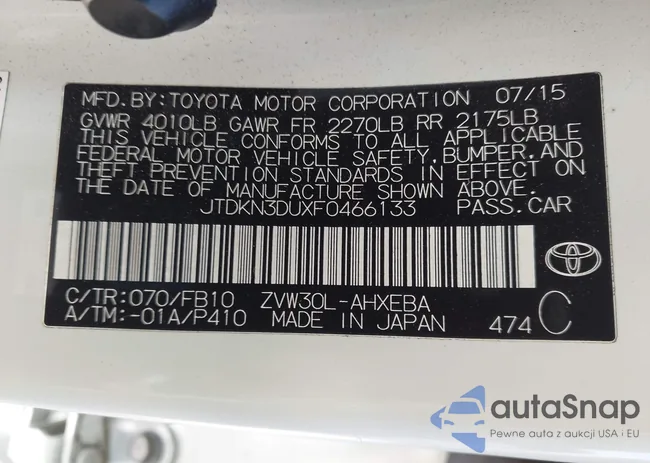 MFD.BY:TOYOTA MOTOR CORPORATION 07/15
GVWR 4010LB GAWR FR 2270LB RR 2175LB
THIS VEHICLE CONFORMS TO ALL APPLICABLE
FEDERAL MOTOR VEHICLE SAFETY,BUMPER,AND
THEFT PREVENTION STANDARDS IN EFFECT ON
THE DATE OF MANUFACTURE SHOWN ABOVE.
JTDKN3DUXF0466133 PASS.CAR
C/TR:070/FB10 ZVW30L-AHXEBA
A/TM:-01A/P410 MADE IN JAPAN 474 C
autaSnap
Pewne auta z aukcji USA i EU